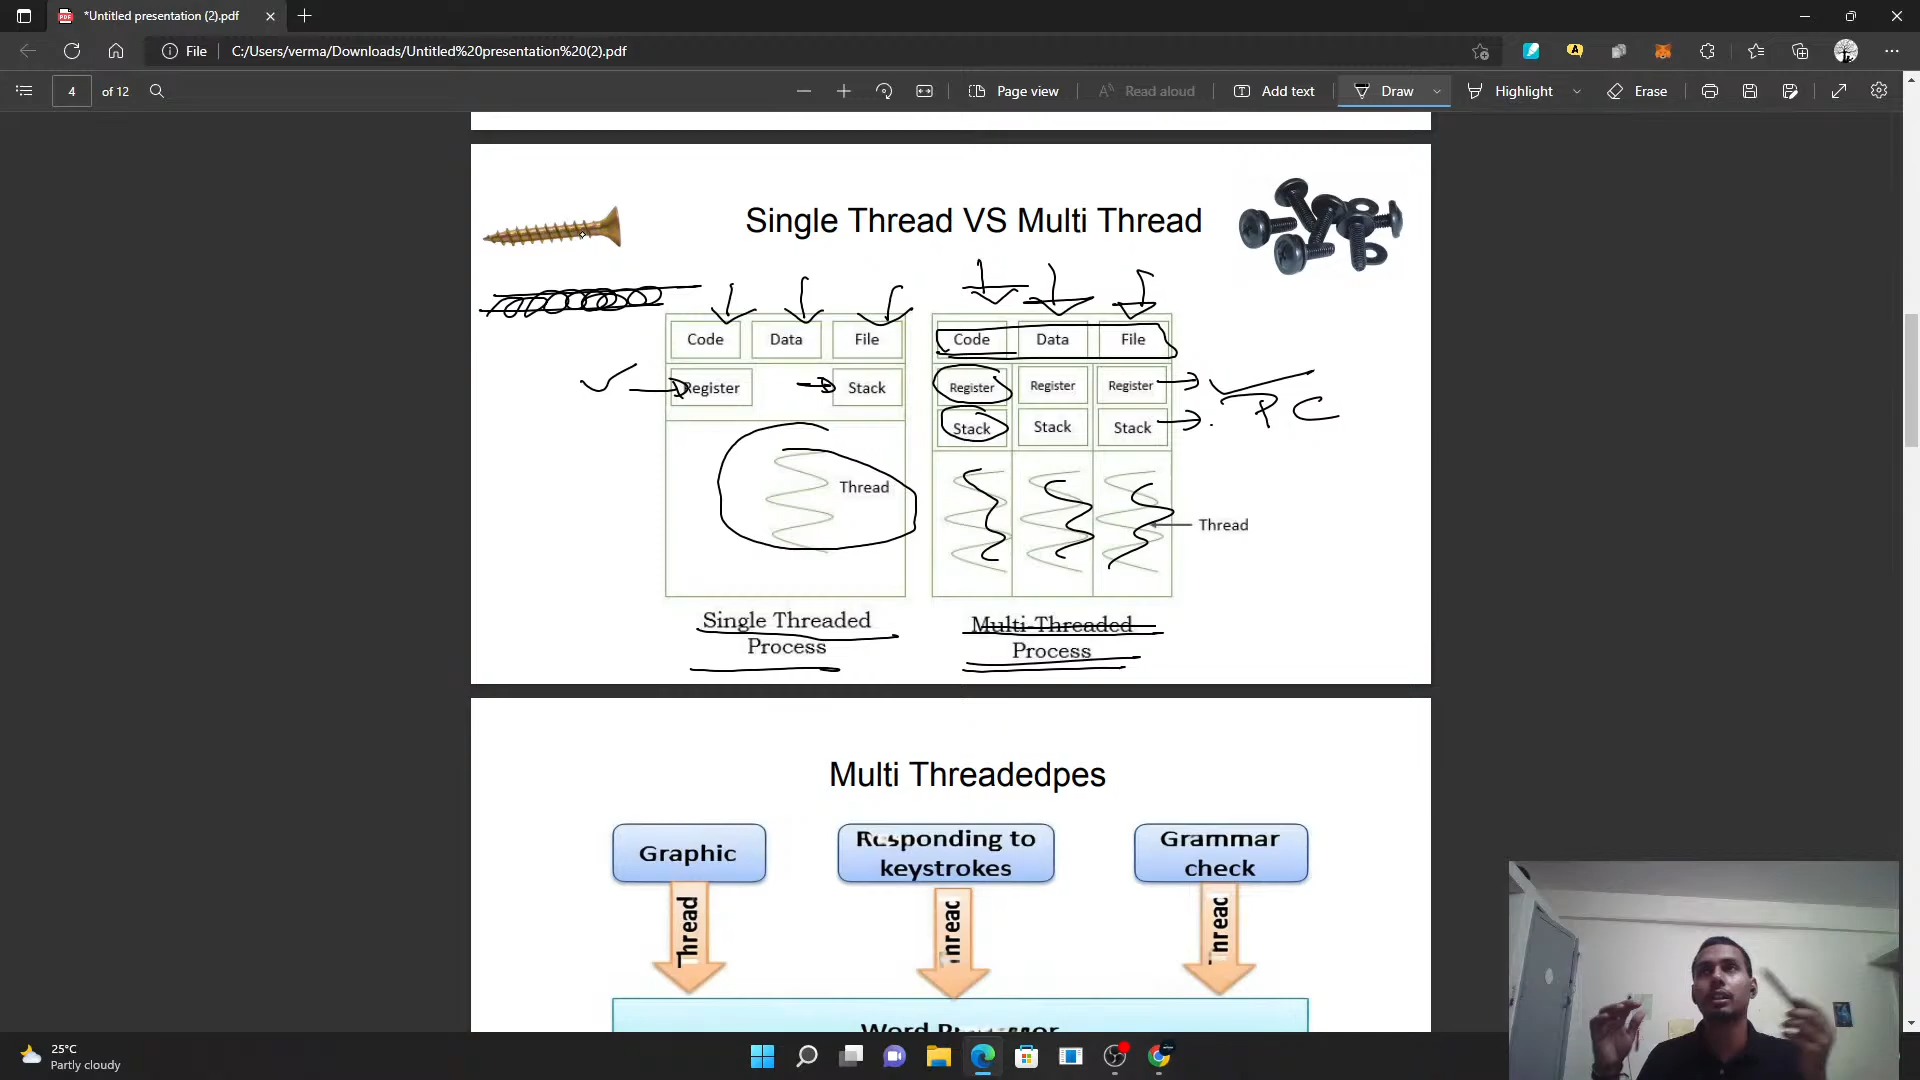 *Untitled presentation (2).pdf
File C:/Users/verma/Downloads/Untitled%20presentation%20(2).pdf
4 of 12 Page view Read aloud Add text Draw Highlight Erase
Single Thread VS Multi Thread
Code Data File
Register Stack
Thread
Single Threaded
Process
Code Data File
Register Register Register
Stack Stack Stack
PC
Thread
Multi-Threaded
Process
Multi Threadedpes
Graphic
Responding to
keystrokes
Grammar
check
Thread
25°C
Partly cloudy